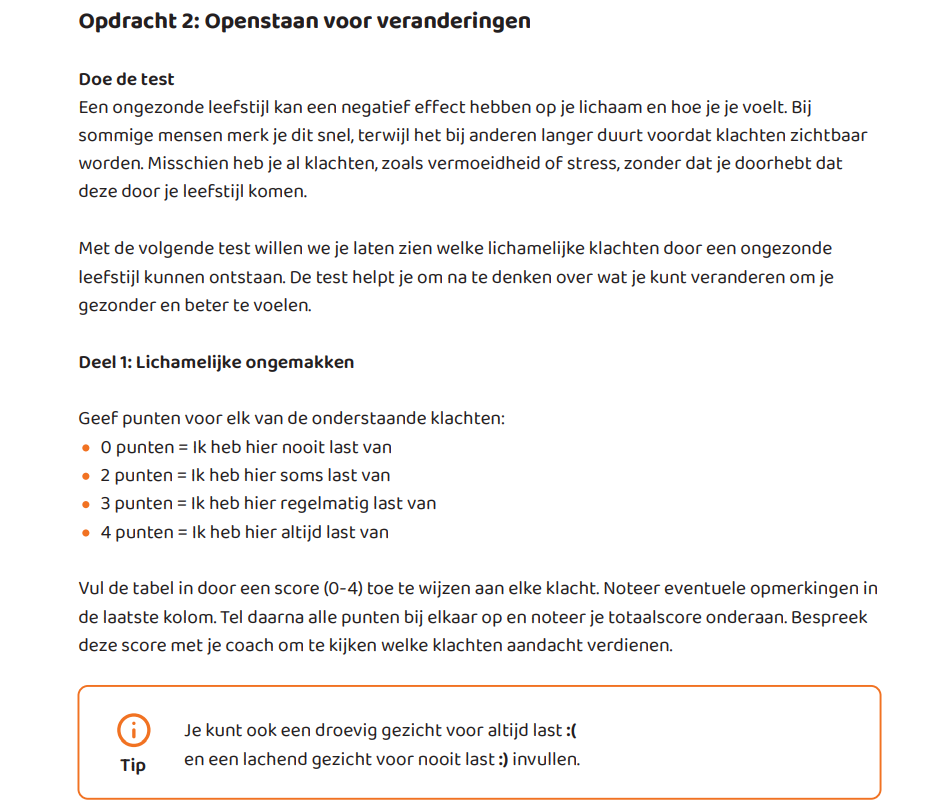 Opdracht 2: Openstaan voor veranderingen
Doe de test
Een ongezonde leefstijl kan een negatief effect hebben op je lichaam en hoe je je voelt. Bij
sommige mensen merk je dit snel, terwijl het bij anderen langer duurt voordat klachten zichtbaar
worden. Misschien heb je al klachten, zoals vermoeidheid of stress, zonder dat je doorhebt dat
deze door je leefstijl komen.
Met de volgende test willen we je laten zien welke lichamelijke klachten door een ongezonde
leefstijl kunnen ontstaan. De test helpt je om na te denken over wat je kunt veranderen om je
gezonder en beter te voelen.
Deel 1: Lichamelijke ongemakken
Geef punten voor elk van de onderstaande klachten:
• 0 punten = Ik heb hier nooit last van
• 2 punten = Ik heb hier soms last van
• 3 punten = Ik heb hier regelmatig last van
• 4 punten = Ik heb hier altijd last van
Vul de tabel in door een score (0-4) toe te wijzen aan elke klacht. Noteer eventuele opmerkingen in
de laatste kolom. Tel daarna alle punten bij elkaar op en noteer je totaalscore onderaan. Bespreek
deze score met je coach om te kijken welke klachten aandacht verdienen.
Tip
Je kunt ook een droevig gezicht voor altijd last :(
en een lachend gezicht voor nooit last :) invullen.